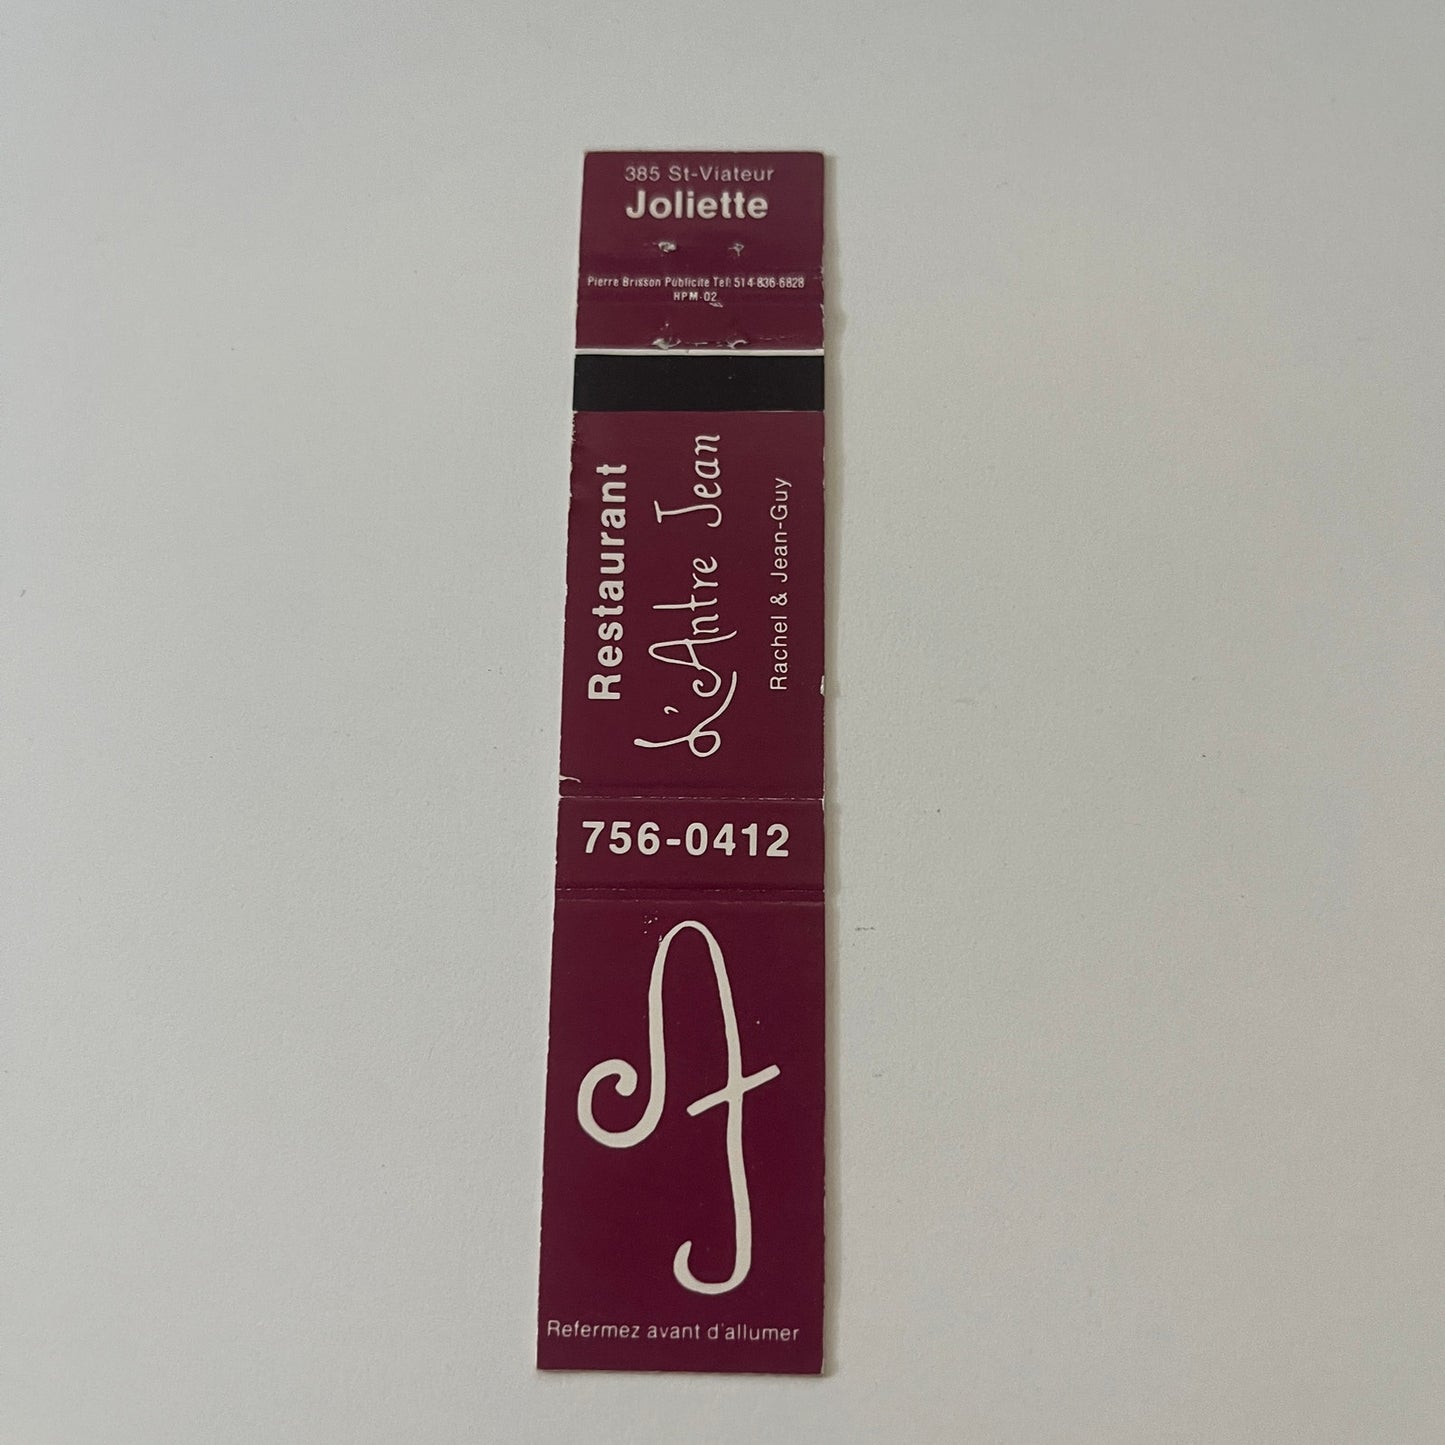 385 St-Viateur
Joliette
Pierre Brisson Publicite Tel: 514-836-6828
HPM-02
Restaurant
L'Antre Jean
Rachel & Jean-Guy
756-0412
A
Refermez avant d'allumer